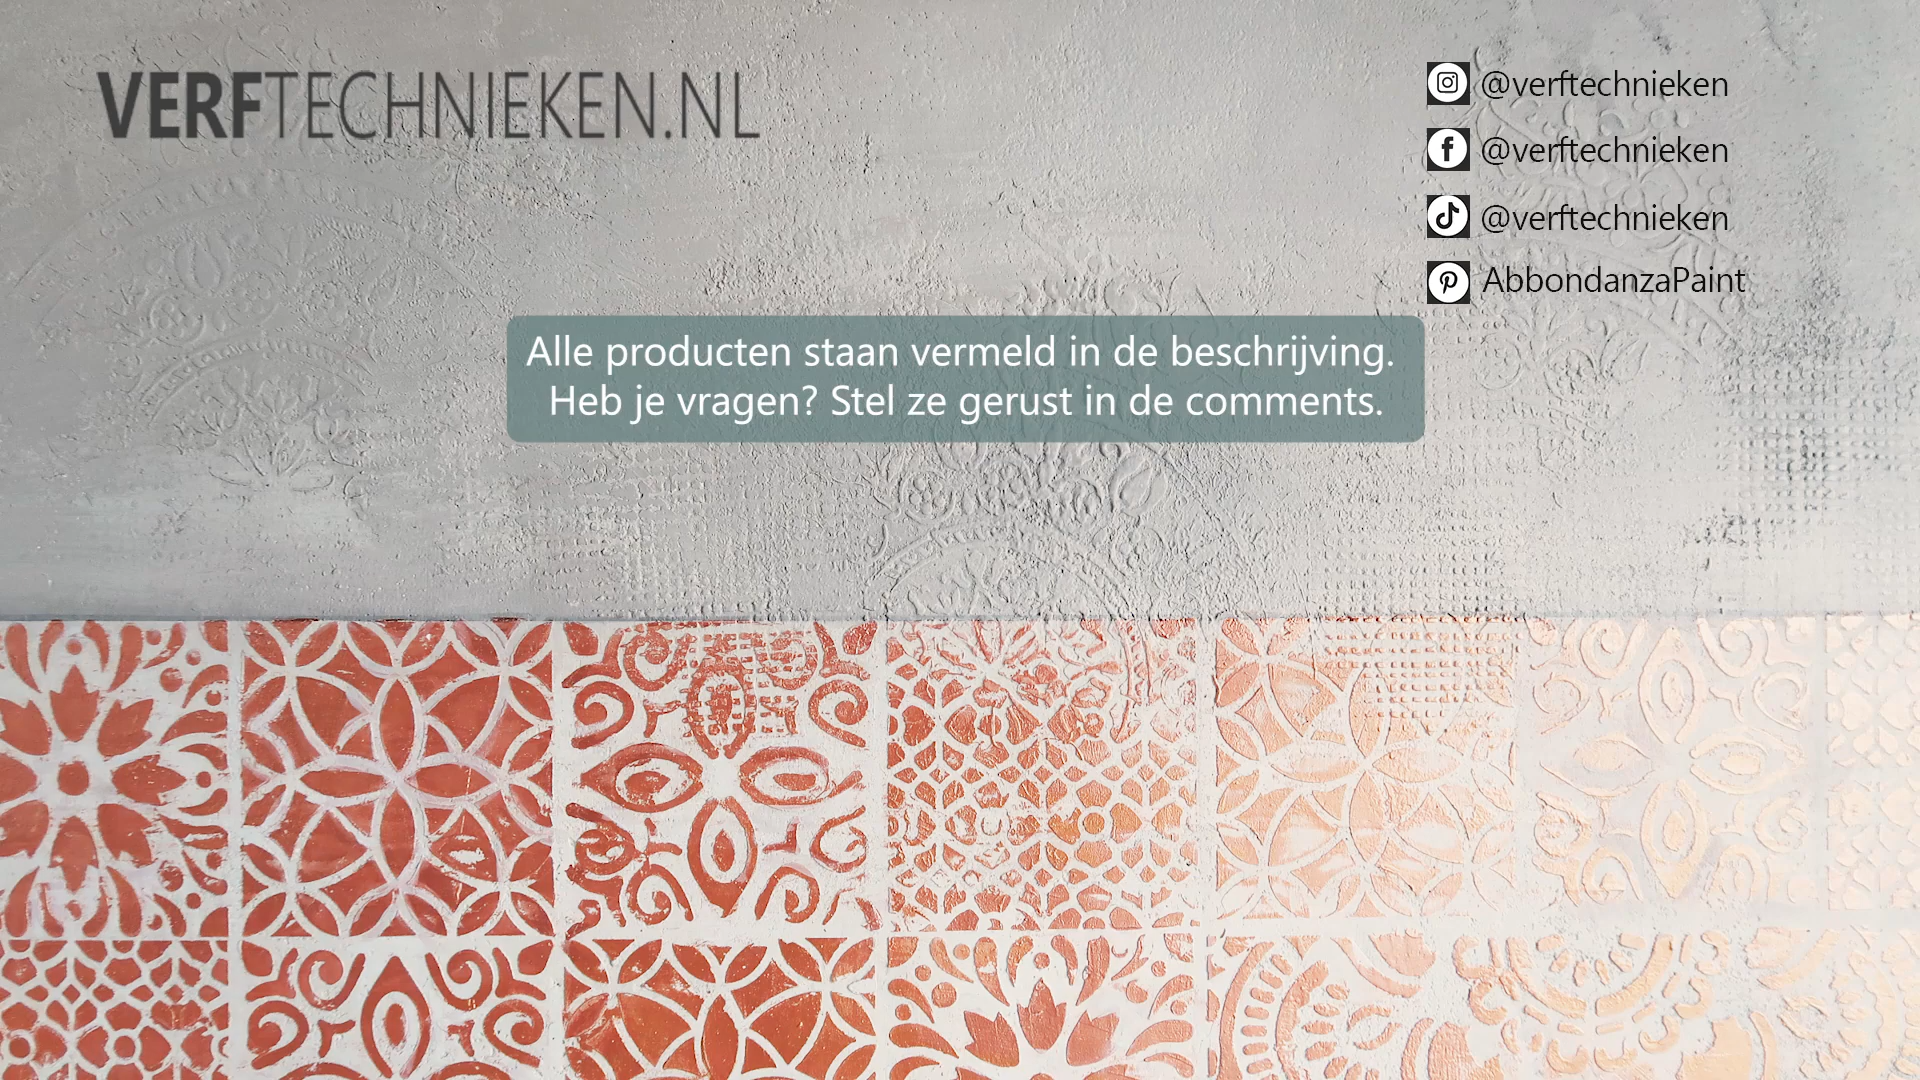 VERFTECHNIEKEN.NL
@verftechnieken
@verftechnieken
@verftechnieken
AbbondanzaPaint
Alle producten staan vermeld in de beschrijving.
Heb je vragen? Stel ze gerust in de comments.